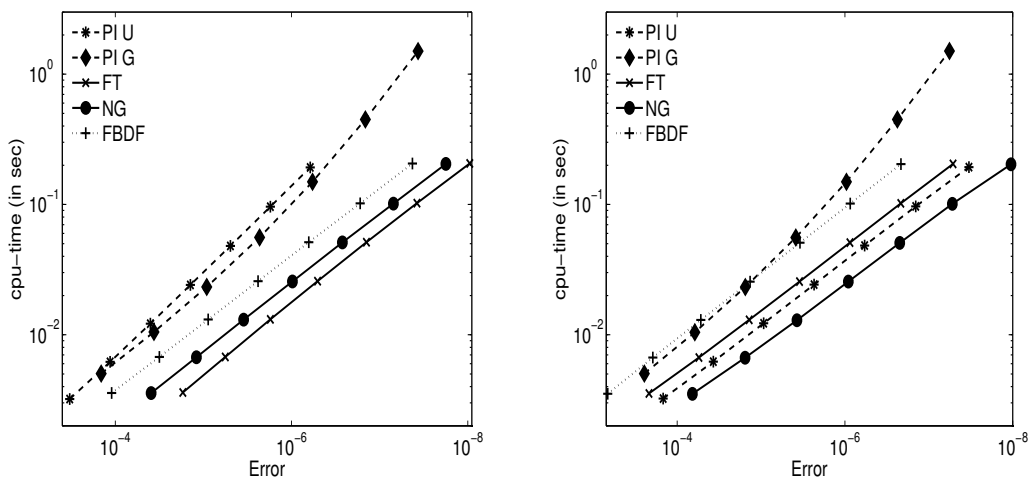 PI U
PI G
FT
NG
FBDF
10^0
10^-1
10^-2
cpu-time (in sec)
10^-4
10^-6
10^-8
Error
PI U
PI G
FT
NG
FBDF
10^0
10^-1
10^-2
cpu-time (in sec)
10^-4
10^-6
10^-8
Error